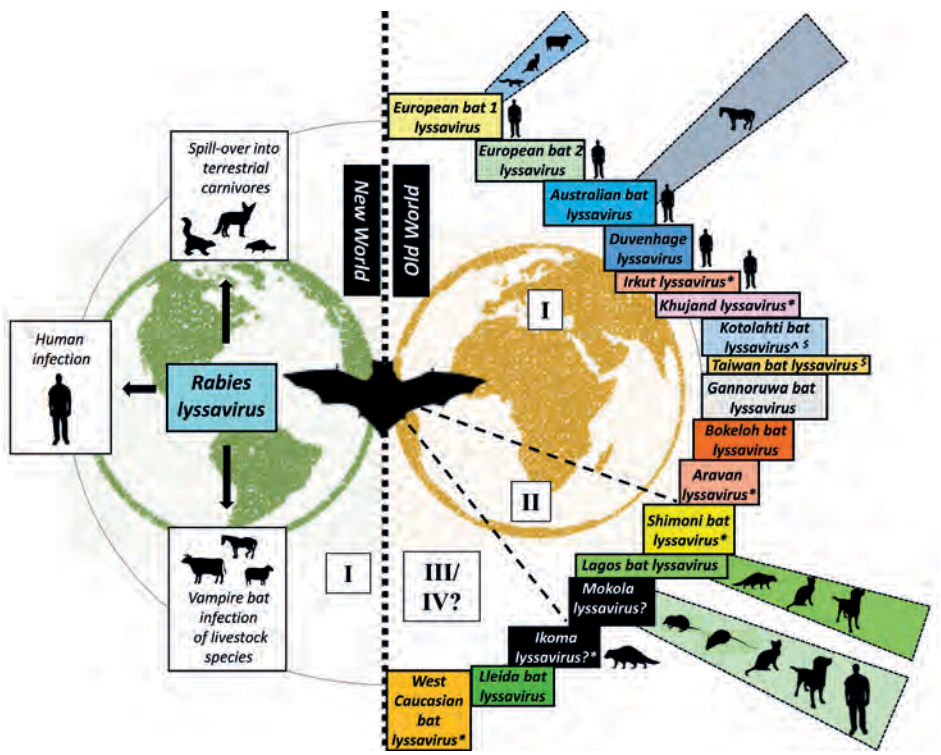 European bat 1
lyssavirus
European bat 2
lyssavirus
Australian bat
lyssavirus
Duvenhage
lyssavirus
Irkut lyssavirus*
Khujand lyssavirus*
Kotolahti bat
lyssavirus^ $
Taiwan bat lyssavirus $
Gannoruwa bat
lyssavirus
Bokeloh bat
lyssavirus
Aravan
lyssavirus*
Shimoni bat
lyssavirus*
Lagos bat lyssavirus
Mokola
lyssavirus?
Ikoma
lyssavirus?*
Lleida bat
lyssavirus
West
Caucasian
bat
lyssavirus*
New World
Old World
Spill-over into
terrestrial
carnivores
Human
infection
Rabies
lyssavirus
Vampire bat
infection
of livestock
species
I
II
I
III/
IV?